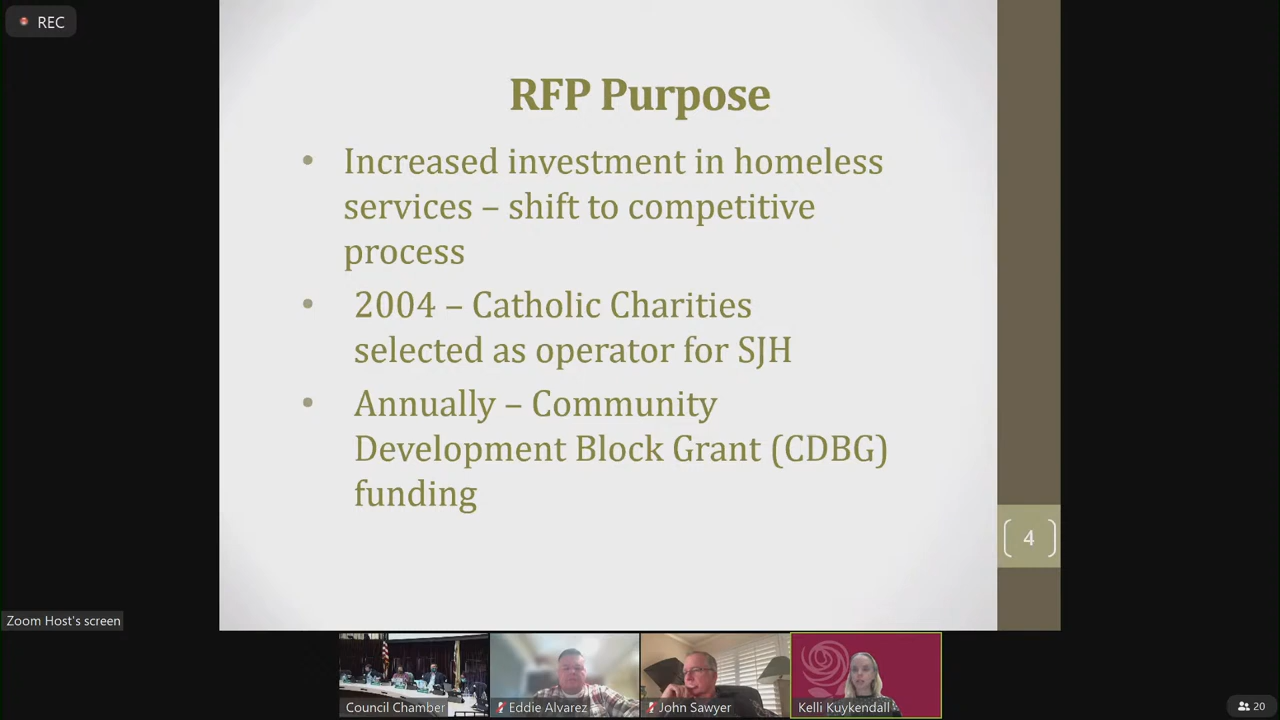 REC
RFP Purpose
• Increased investment in homeless
services – shift to competitive
process
• 2004 – Catholic Charities
selected as operator for SJH
• Annually – Community
Development Block Grant (CDBG)
funding
4
Zoom Host's screen
Council Chamber
Eddie Alvarez
John Sawyer
Kelli Kuykendall
20